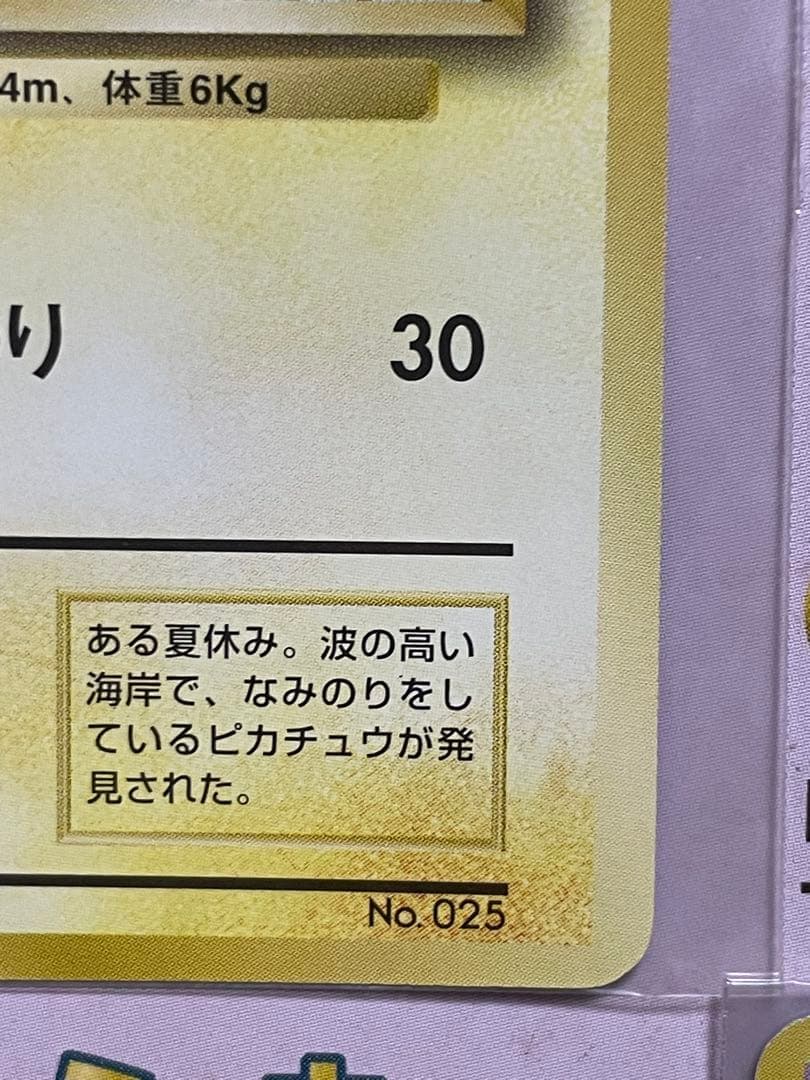 4m、体重6Kg
り 30
ある夏休み。波の高い
海岸で、なみのりをし
ているピカチュウが発
見された。
No.025